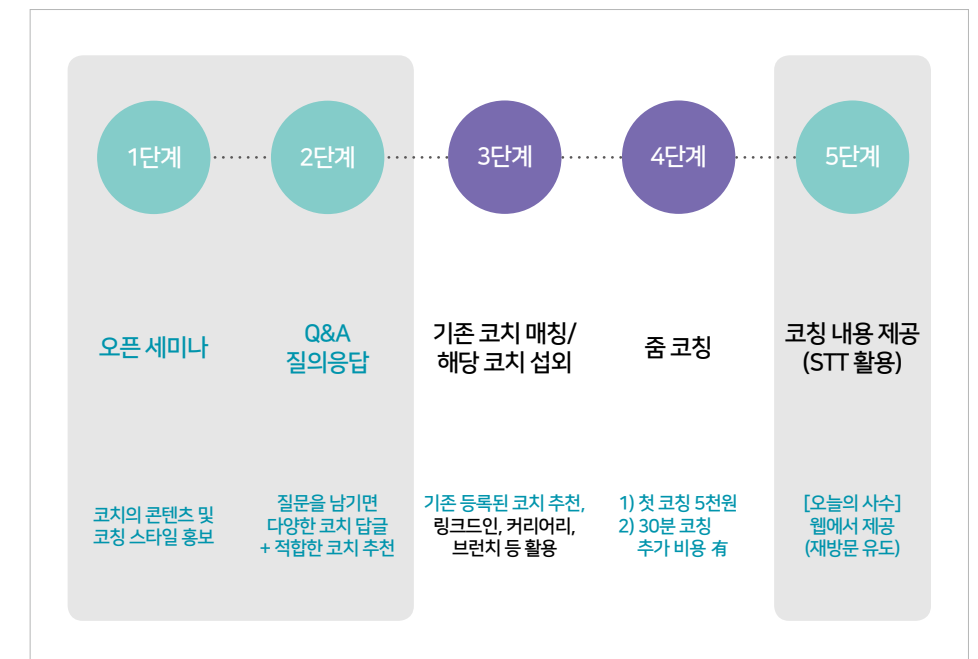 1단계
2단계
3단계
4단계
5단계
오픈 세미나
Q&A
질의응답
기존 코치 매칭/
해당 코치 섭외
줌 코칭
코칭 내용 제공
(STT 활용)
코치의 콘텐츠 및
코칭 스타일 홍보
질문을 남기면
다양한 코치 답글
+ 적합한 코치 추천
기존 등록된 코치 추천,
링크드인, 커리어리,
브런치 등 활용
1) 첫 코칭 5천원
2) 30분 코칭
추가 비용 有
[오늘의 사수]
웹에서 제공
(재방문 유도)